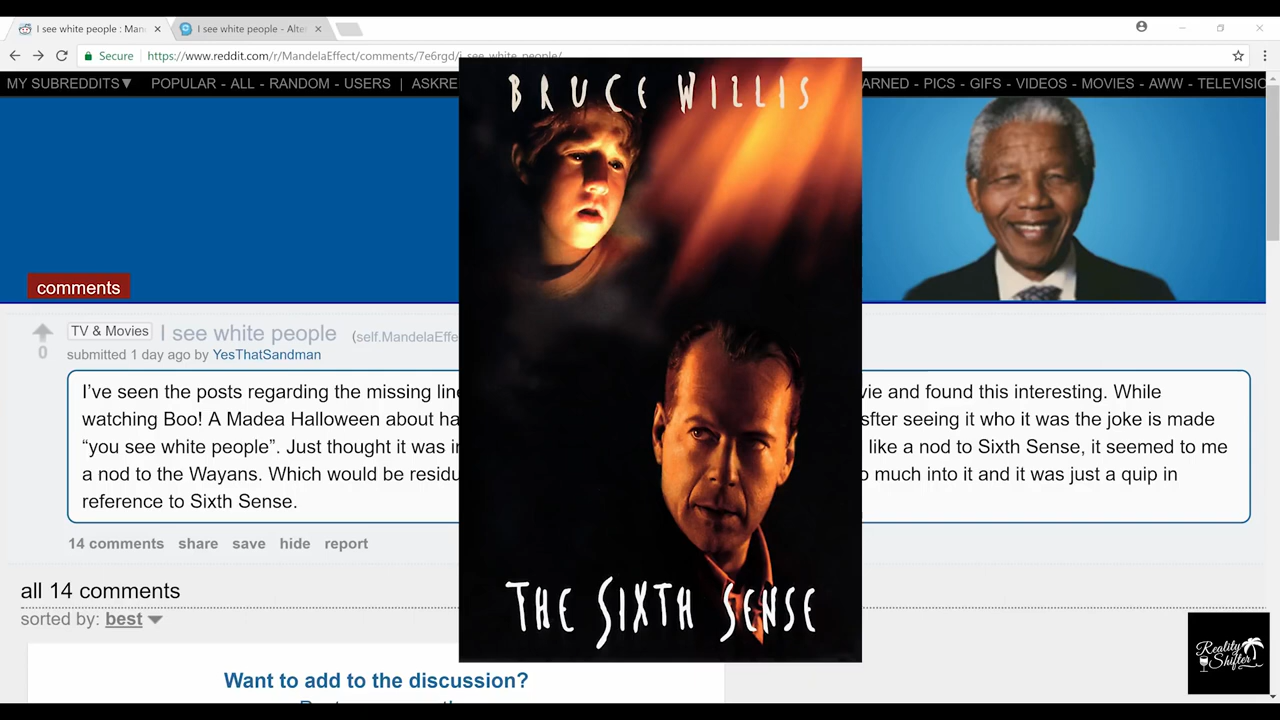 I see white people : Man
I see white people - Alte
Secure
https://www.reddit.com/r/MandelaEffect/comments/7e6rgd/i_see_white_people/
MY SUBREDDITS▼ POPULAR - ALL - RANDOM - USERS | ASKRE
ARNED - PICS - GIFS - VIDEOS - MOVIES - AWW - TELEVISIO
BRUCE WILLIS
comments
TV & Movies I see white people (self.MandelaEffe
0
submitted 1 day ago by YesThatSandman
I’ve seen the posts regarding the missing line vie and found this interesting. While
watching Boo! A Madea Halloween about ha sfter seeing it who it was the joke is made
“you see white people”. Just thought it was in like a nod to Sixth Sense, it seemed to me
a nod to the Wayans. Which would be residu o much into it and it was just a quip in
reference to Sixth Sense.
14 comments share save hide report
THE SIXTH SENSE
all 14 comments
sorted by: best
Want to add to the discussion?
Reality Shifter